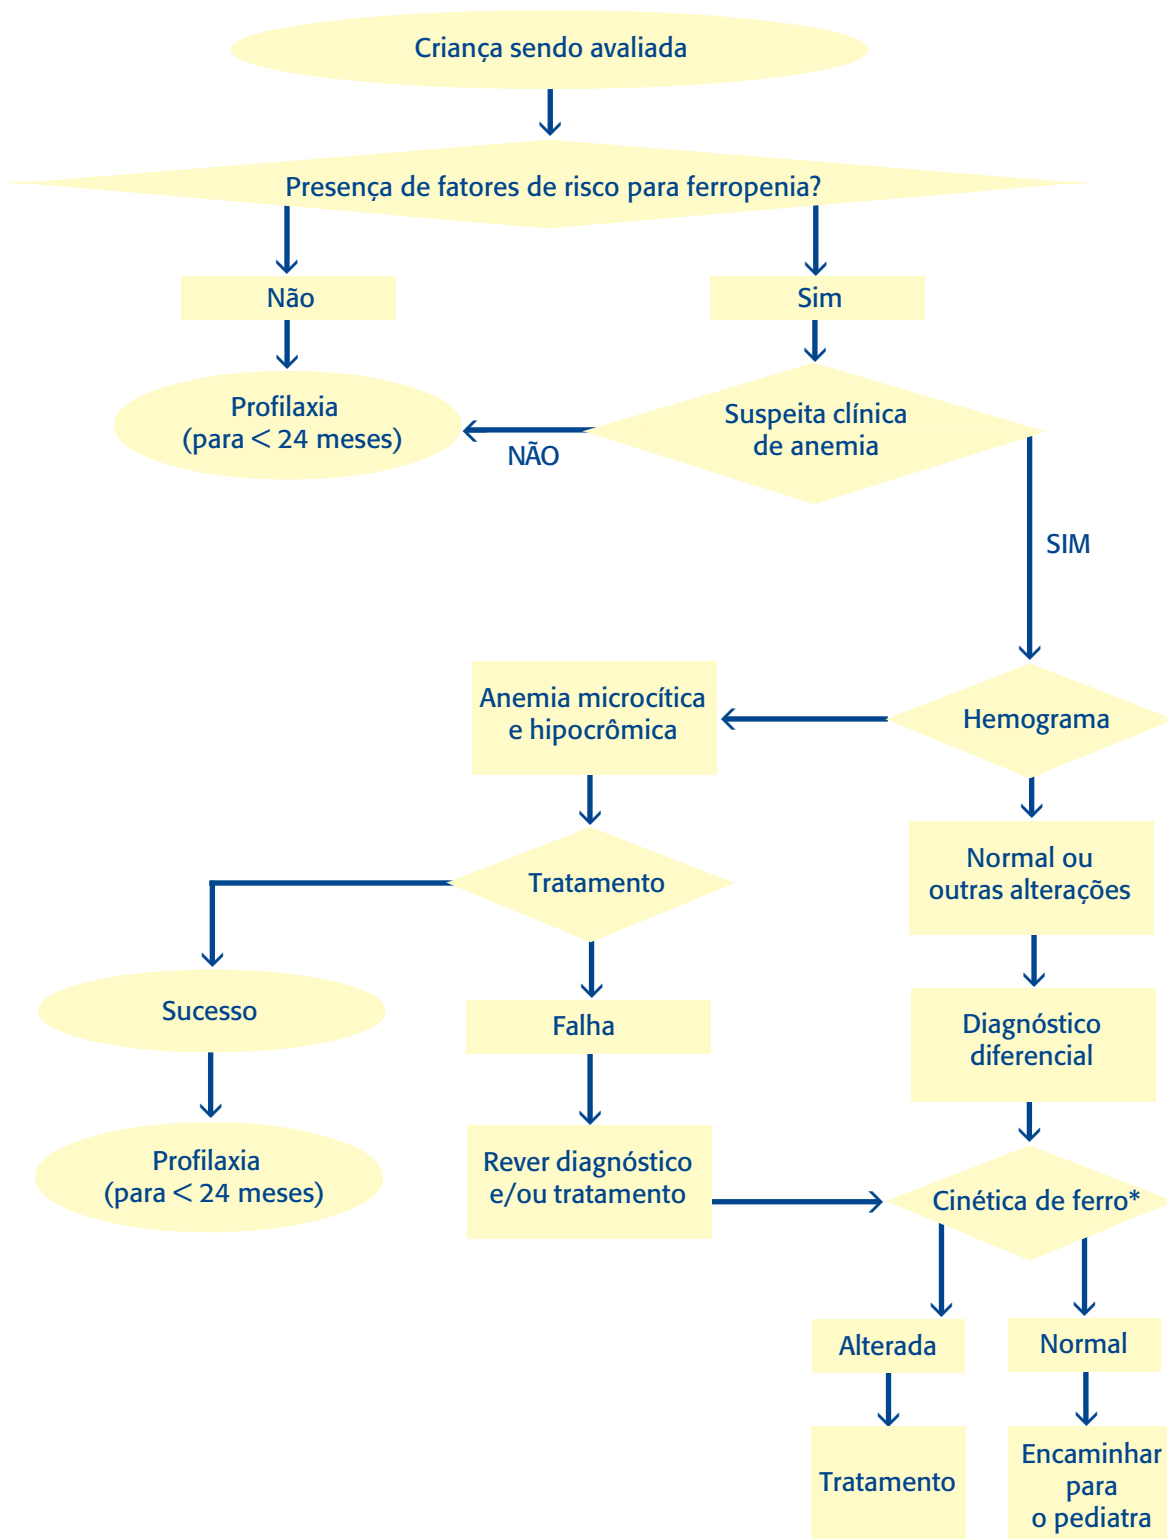 Criança sendo avaliada
Presença de fatores de risco para ferropenia?
Não
Sim
Profilaxia
(para < 24 meses)
NÃO
Suspeita clínica
de anemia
SIM
Anemia microcítica
e hipocrômica
Hemograma
Tratamento
Normal ou
outras alterações
Sucesso
Falha
Diagnóstico
diferencial
Profilaxia
(para < 24 meses)
Rever diagnóstico
e/ou tratamento
Cinética de ferro*
Alterada
Normal
Tratamento
Encaminhar
para
o pediatra